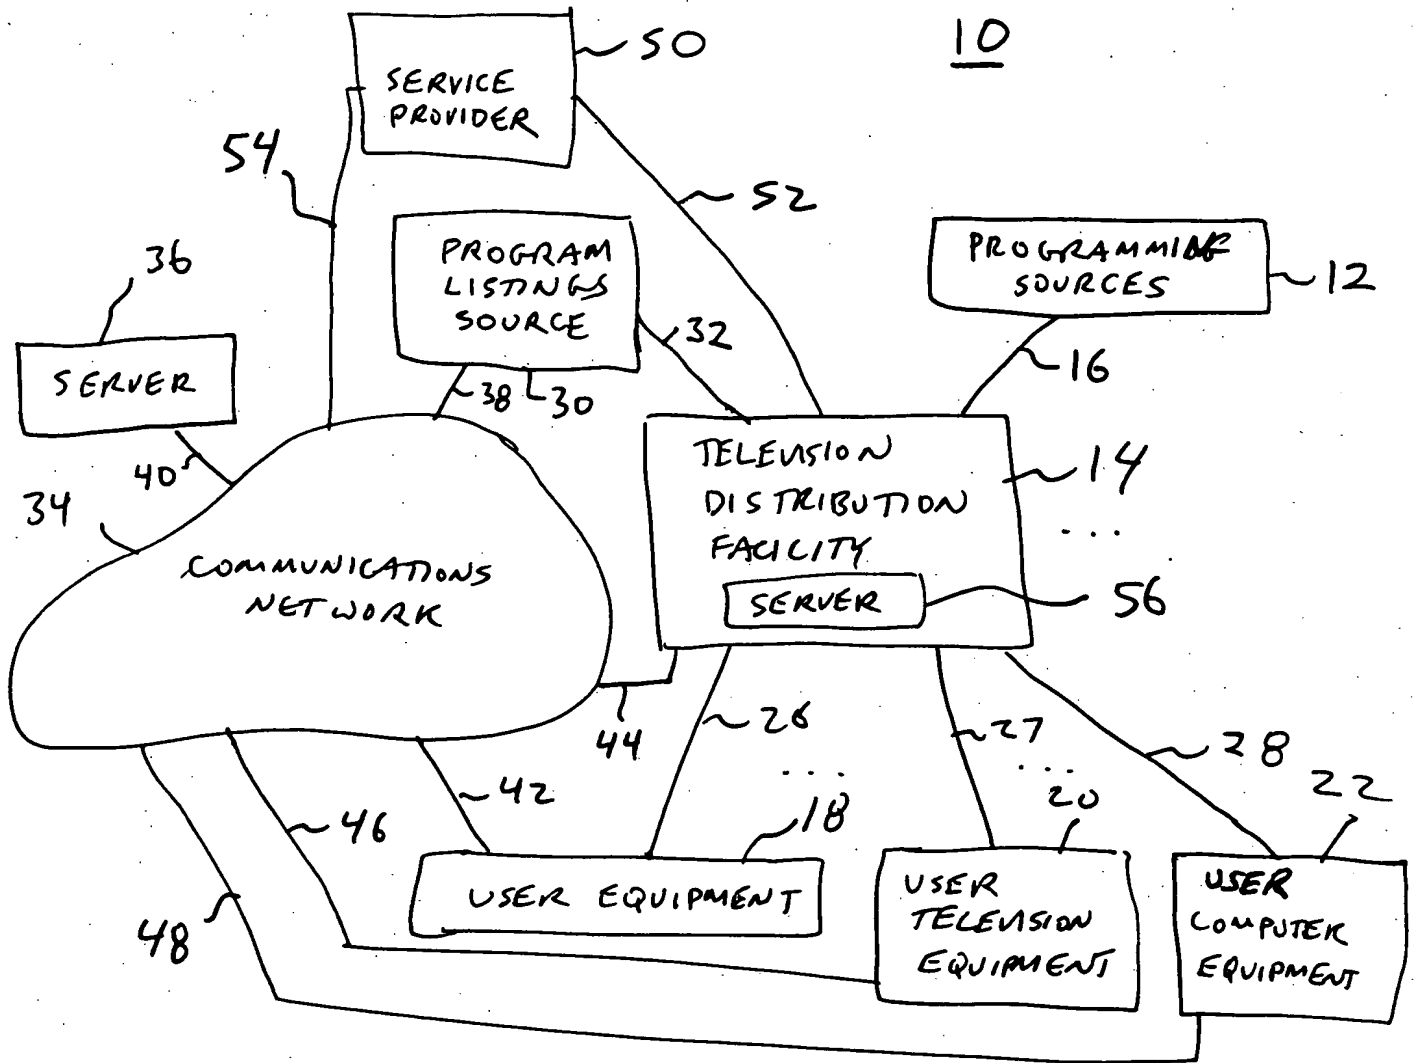 50
10
SERVICE
PROVIDER
54
52
36
PROGRAM
LISTINGS
SOURCE
PROGRAMMING
SOURCES
12
32
16
SERVER
38
30
40
34
TELEVISION
DISTRIBUTION
FACILITY
14
. . .
COMMUNICATIONS
NETWORK
SERVER
56
44
26
27
28
. . .
. . .
42
46
18
20
22
48
USER EQUIPMENT
USER
TELEVISION
EQUIPMENT
USER
COMPUTER
EQUIPMENT